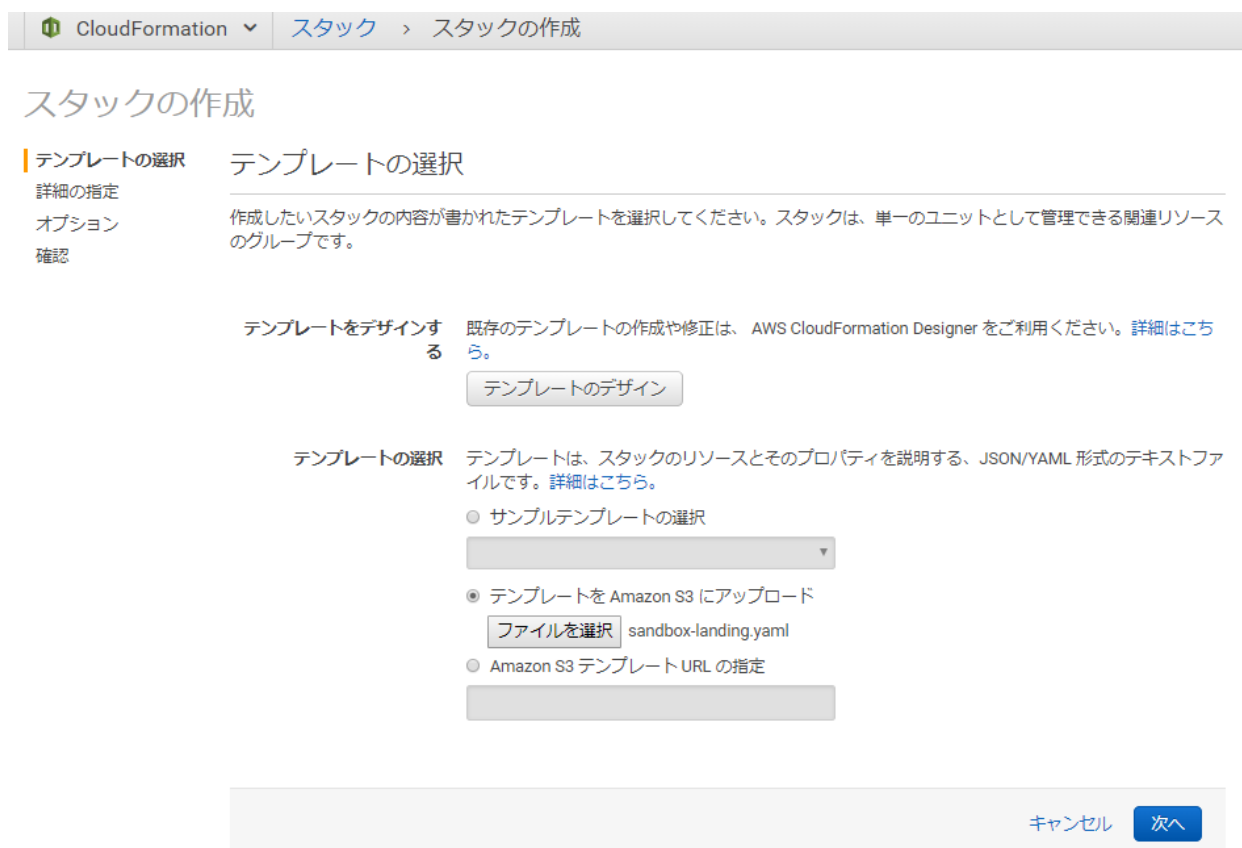 CloudFormation スタック > スタックの作成
スタックの作成
テンプレートの選択
詳細の指定
オプション
確認
テンプレートの選択
作成したいスタックの内容が書かれたテンプレートを選択してください。スタックは、単一のユニットとして管理できる関連リソース
のグループです。
テンプレートをデザインす
る
既存のテンプレートの作成や修正は、 AWS CloudFormation Designer をご利用ください。詳細はこち
ら。
テンプレートのデザイン
テンプレートの選択
テンプレートは、スタックのリソースとそのプロパティを説明する、JSON/YAML 形式のテキストファ
イルです。詳細はこちら。
サンプルテンプレートの選択
テンプレートを Amazon S3 にアップロード
ファイルを選択 sandbox-landing.yaml
Amazon S3 テンプレート URL の指定
キャンセル 次へ